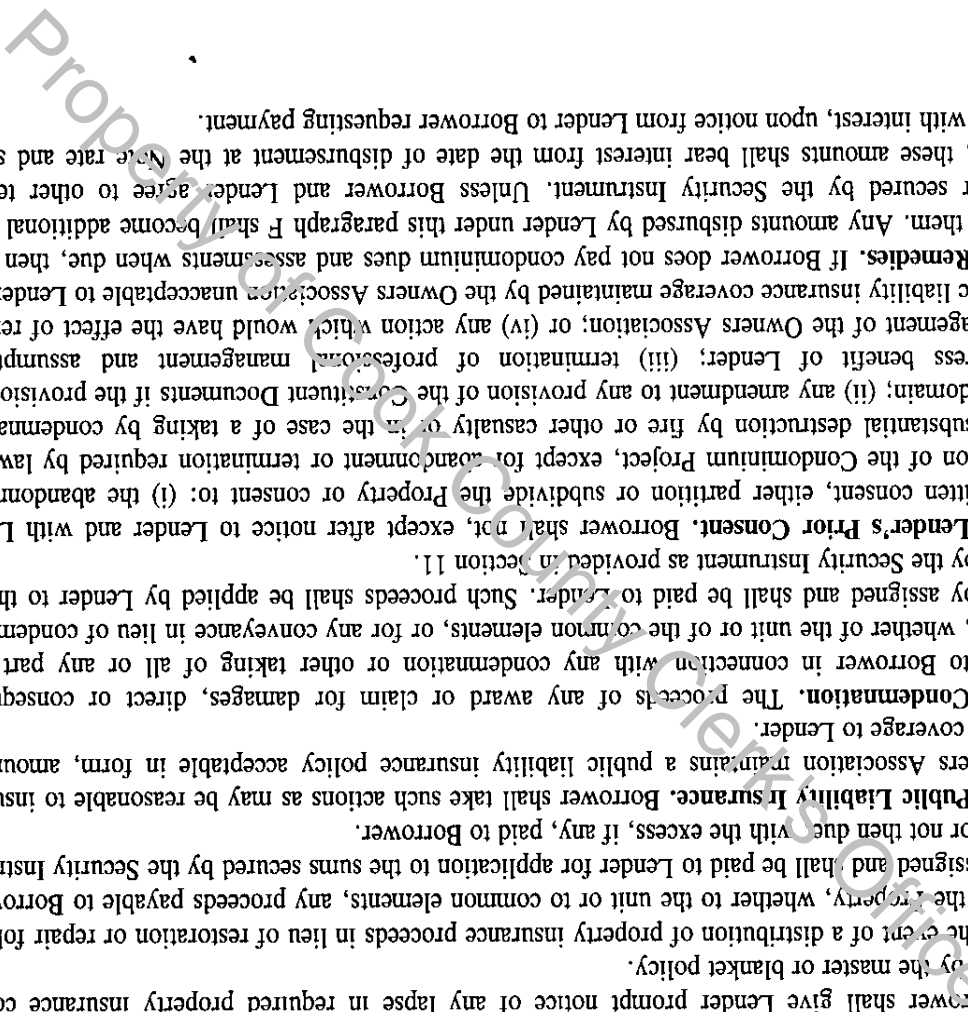 rower shall give Lender prompt notice of any lapse in required property insurance co
by the master or blanket policy.
he event of a distribution of property insurance proceeds in lieu of restoration or repair fol
the Property, whether to the unit or to common elements, any proceeds payable to Borro
ssigned and shall be paid to Lender for application to the sums secured by the Security Instr
or not then due, with the excess, if any, paid to Borrower.
Public Liability Insurance. Borrower shall take such actions as may be reasonable to insu
ers Association maintains a public liability insurance policy acceptable in form, amou
coverage to Lender.
Condemnation. The proceeds of any award or claim for damages, direct or conseq
to Borrower in connection with any condemnation or other taking of all or any part
, whether of the unit or of the common elements, or for any conveyance in lieu of condem
by assigned and shall be paid to Lender. Such proceeds shall be applied by Lender to th
by the Security Instrument as provided in Section 11.
Lender's Prior Consent. Borrower shall not, except after notice to Lender and with L
itten consent, either partition or subdivide the Property or consent to: (i) the abandonm
on of the Condominium Project, except for abandonment or termination required by law
substantial destruction by fire or other casualty or in the case of a taking by condemna
domain; (ii) any amendment to any provision of the Constituent Documents if the provisio
ress benefit of Lender; (iii) termination of professional management and assumpt
agement of the Owners Association; or (iv) any action which would have the effect of re
c liability insurance coverage maintained by the Owners Association unacceptable to Lende
Remedies. If Borrower does not pay condominium dues and assessments when due, then
them. Any amounts disbursed by Lender under this paragraph F shall become additional
r secured by the Security Instrument. Unless Borrower and Lender agree to other te
, these amounts shall bear interest from the date of disbursement at the Note rate and s
with interest, upon notice from Lender to Borrower requesting payment.
Property of Cook County Clerk's Office